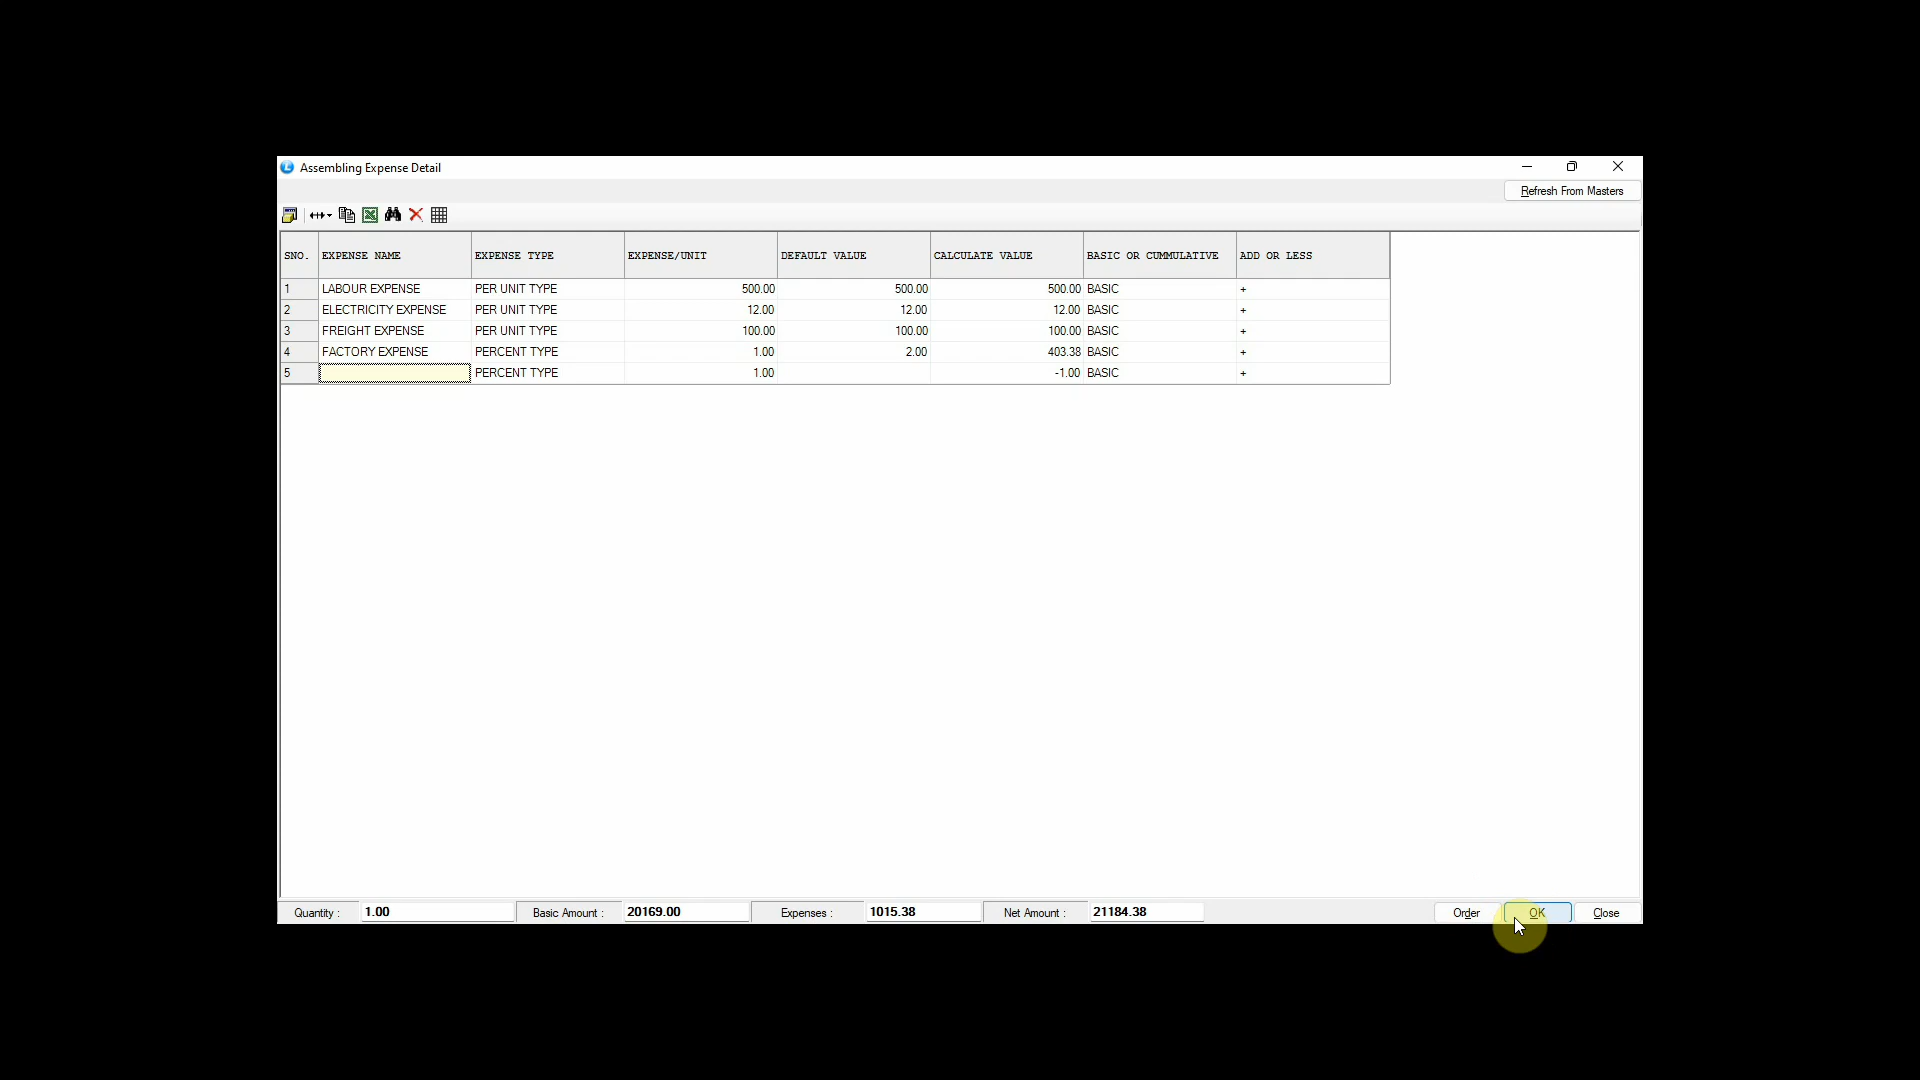 Assembling Expense Detail
Refresh From Masters
SNO. EXPENSE NAME EXPENSE TYPE EXPENSE/UNIT DEFAULT VALUE CALCULATE VALUE BASIC OR CUMMULATIVE ADD OR LESS
1 LABOUR EXPENSE PER UNIT TYPE 500.00 500.00 500.00 BASIC +
2 ELECTRICITY EXPENSE PER UNIT TYPE 12.00 12.00 12.00 BASIC +
3 FREIGHT EXPENSE PER UNIT TYPE 100.00 100.00 100.00 BASIC +
4 FACTORY EXPENSE PERCENT TYPE 1.00 2.00 403.38 BASIC +
5 PERCENT TYPE 1.00 -1.00 BASIC +
Quantity : 1.00 Basic Amount : 20169.00 Expenses : 1015.38 Net Amount : 21184.38 Order OK Close